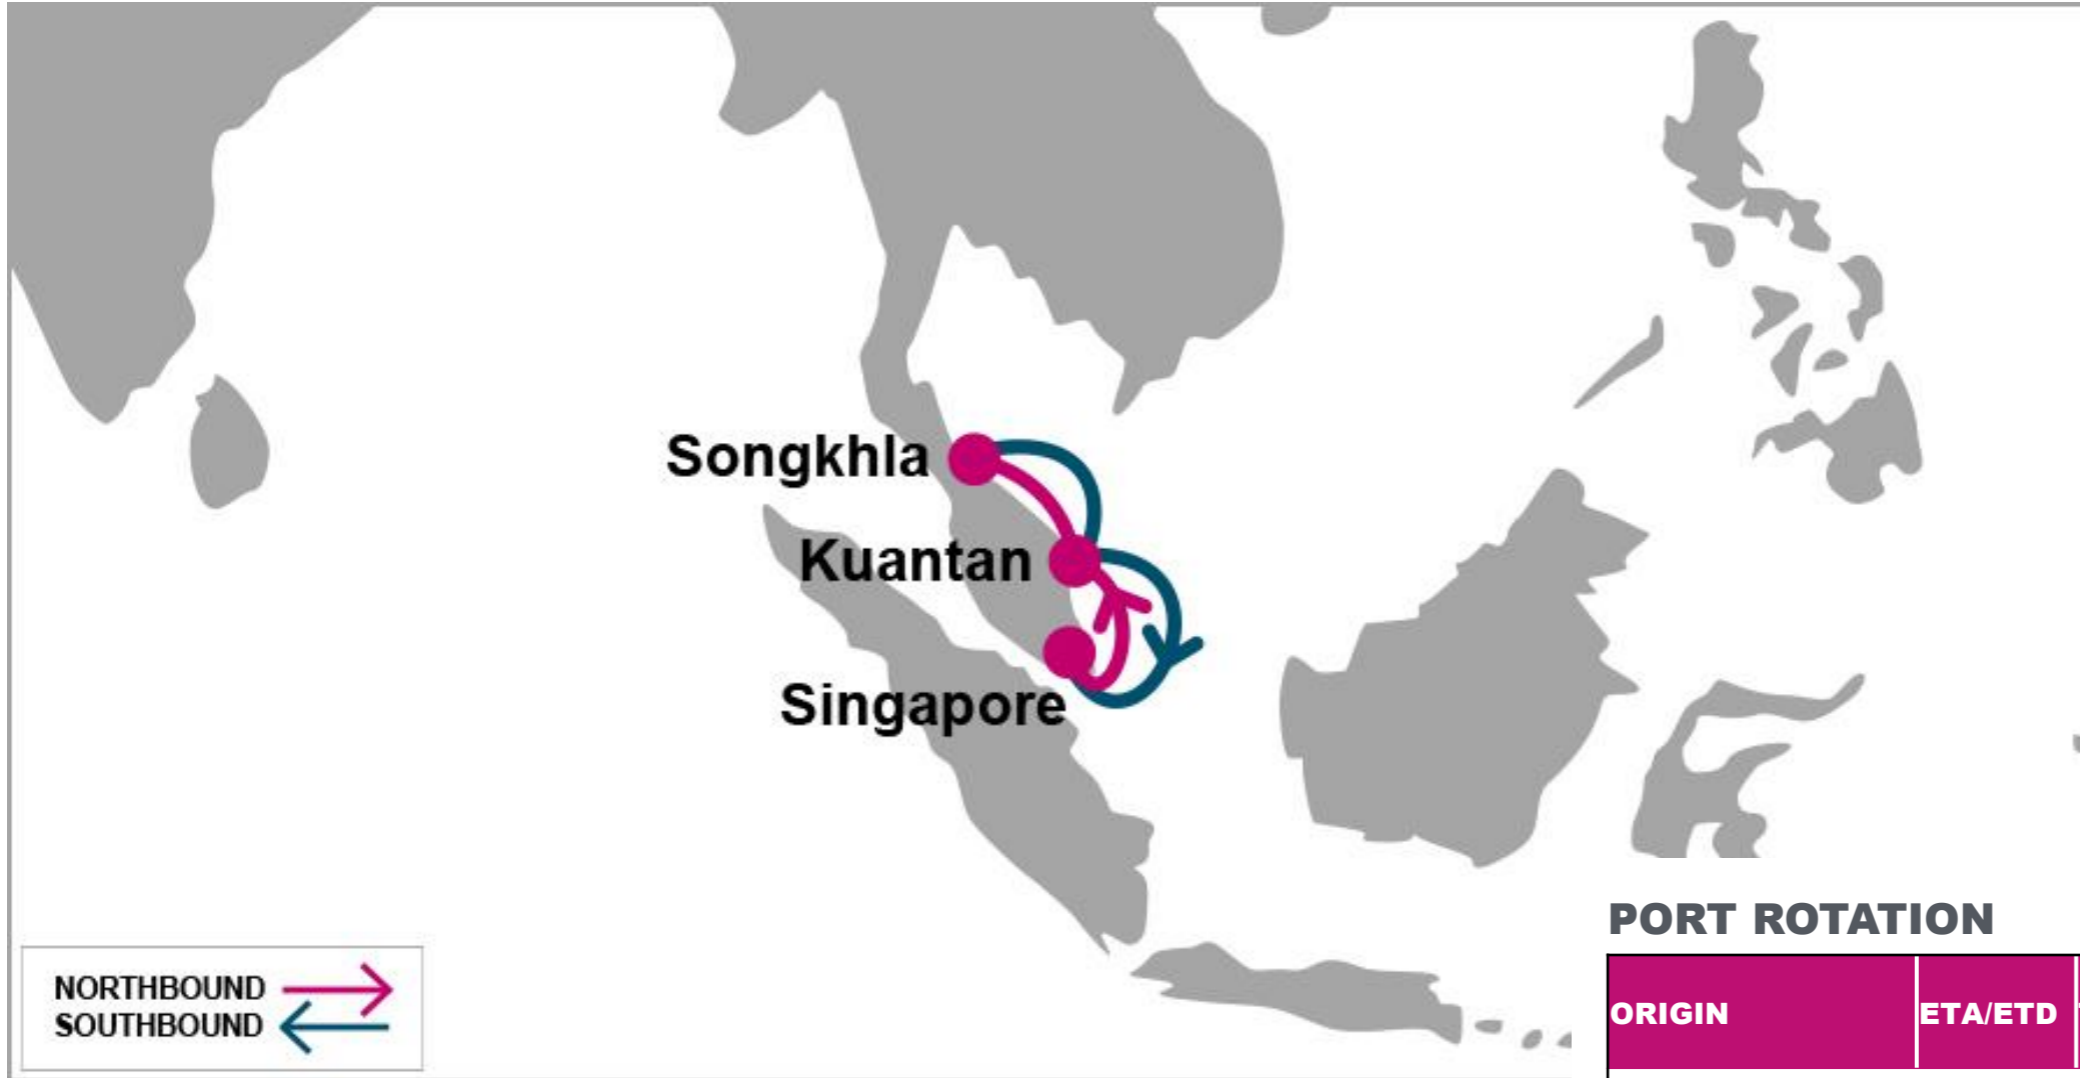 Songkhla
Kuantan
Singapore
NORTHBOUND
SOUTHBOUND
PORT ROTATION
ORIGIN ETA/ETD